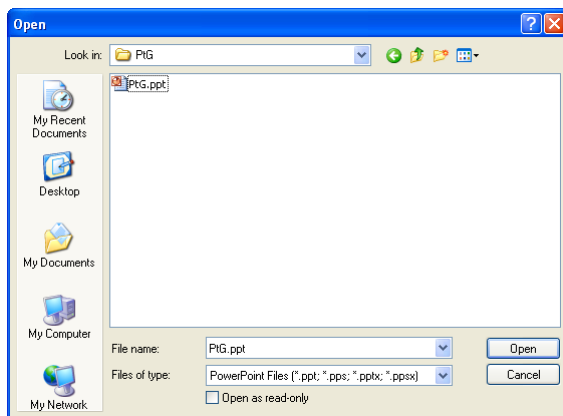 Open
Look in: PtG
PtG.ppt
My Recent
Documents
Desktop
My Documents
My Computer
My Network
File name: PtG.ppt Open
Files of type: PowerPoint Files (*.ppt; *.pps; *.pptx; *.ppsx) Cancel
Open as read-only